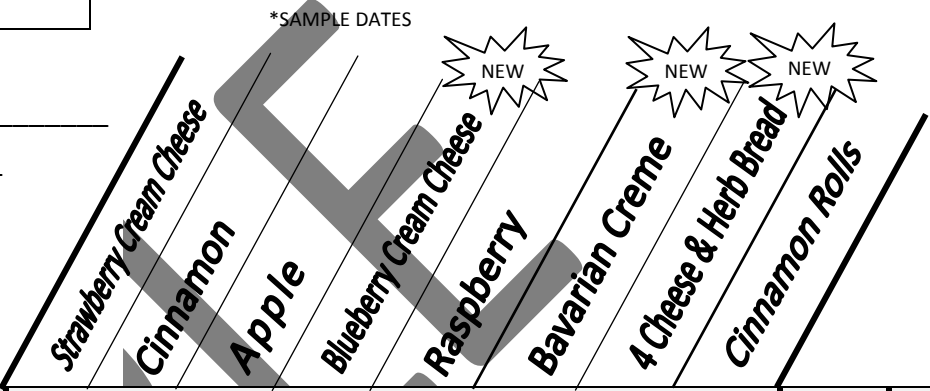 *SAMPLE DATES
NEW
NEW
NEW
Strawberry Cream Cheese
Cinnamon
Apple
Blueberry Cream Cheese
Raspberry
Bavarian Creme
4 Cheese & Herb Bread
Cinnamon Rolls